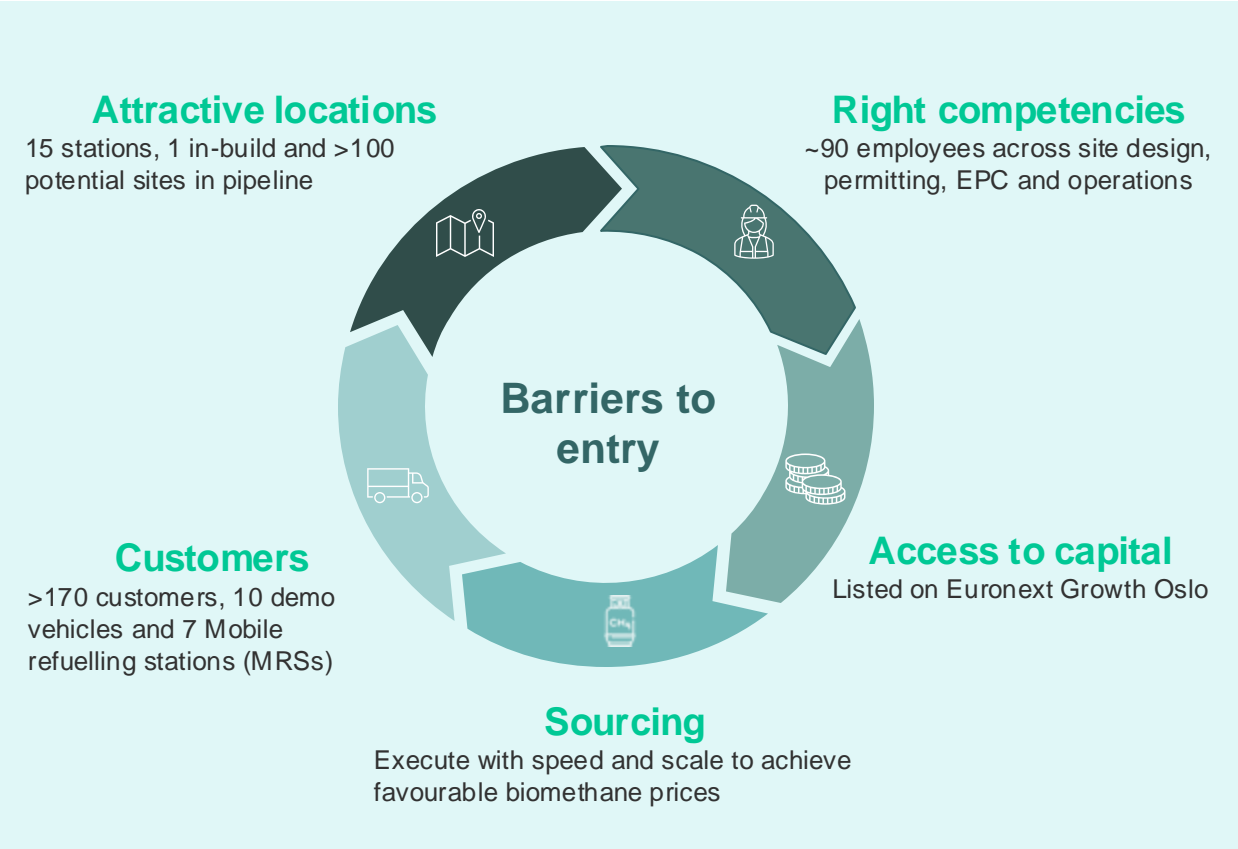 Attractive locations
15 stations, 1 in-build and >100
potential sites in pipeline
Right competencies
~90 employees across site design,
permitting, EPC and operations
Barriers to
entry
Customers
>170 customers, 10 demo
vehicles and 7 Mobile
refuelling stations (MRSs)
Access to capital
Listed on Euronext Growth Oslo
CH4
Sourcing
Execute with speed and scale to achieve
favourable biomethane prices